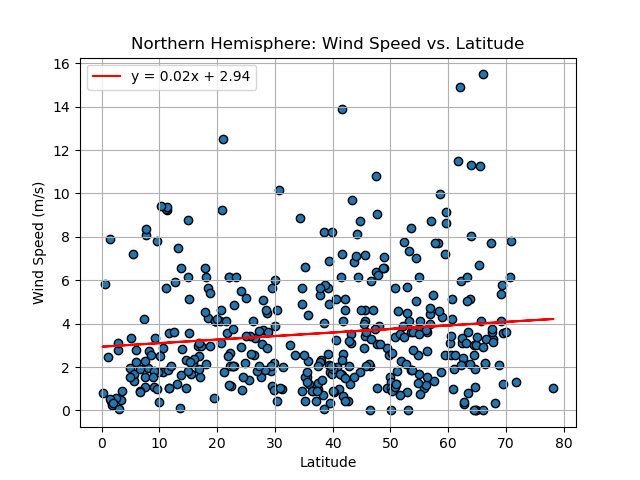 Northern Hemisphere: Wind Speed vs. Latitude
y = 0.02x + 2.94
Wind Speed (m/s)
16
14
12
10
8
6
4
2
0
0 10 20 30 40 50 60 70 80
Latitude